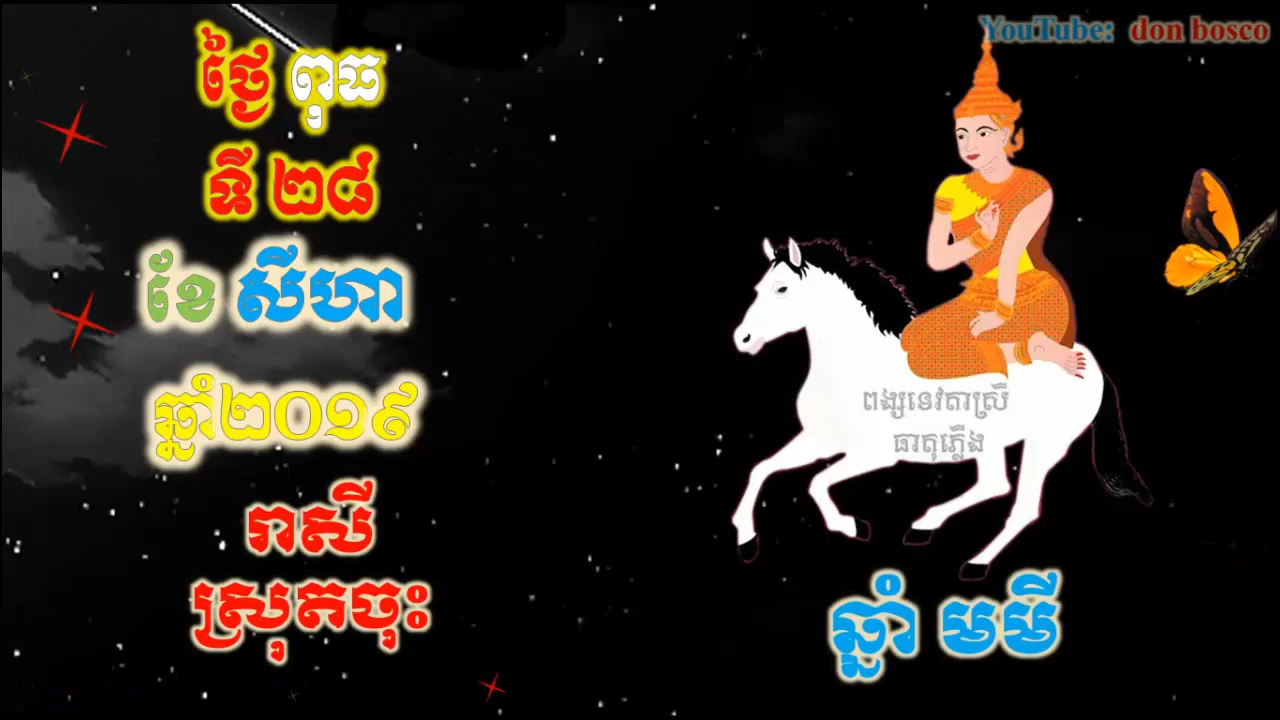 YouTube: don bosco
ថ្ងៃ ពុធ
ទី ២៨
ខែ សីហា
ឆ្នាំ២០១៩
រាសី
ស្រុតចុះ
ពង្សទេវតាស្រី
ធាតុភ្លើង
ឆ្នាំ មមី